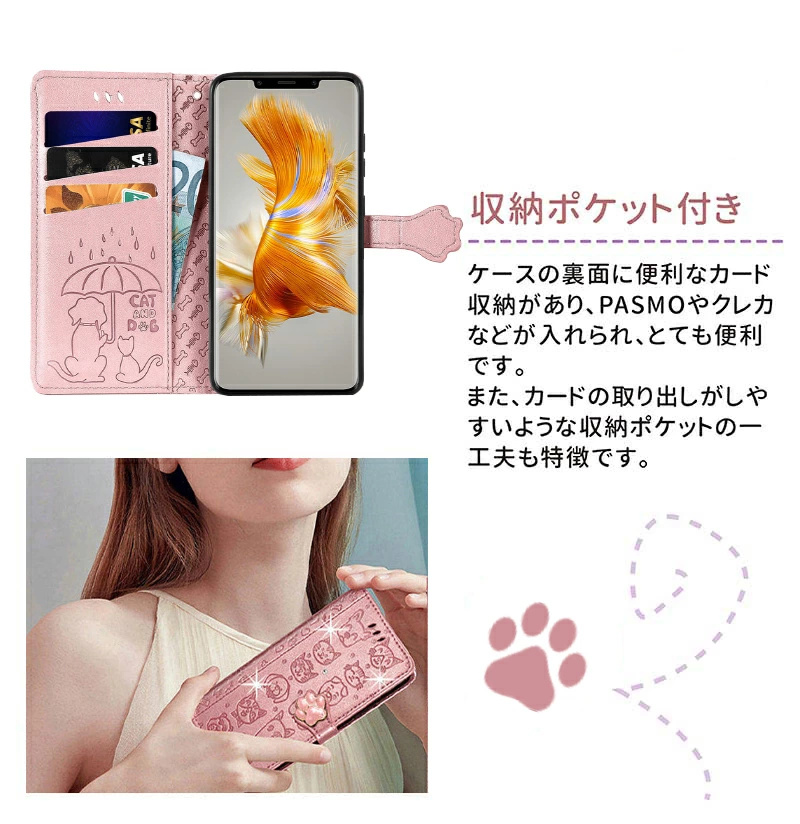 SA
SA
20
CAT
AND
DOG
収納ポケット付き
ケースの裏面に便利なカード
収納があり、PASMOやクレカ
などが入れられ、とても便利
です。
また、カードの取り出しがしや
すいような収納ポケットの一
工夫も特徴です。